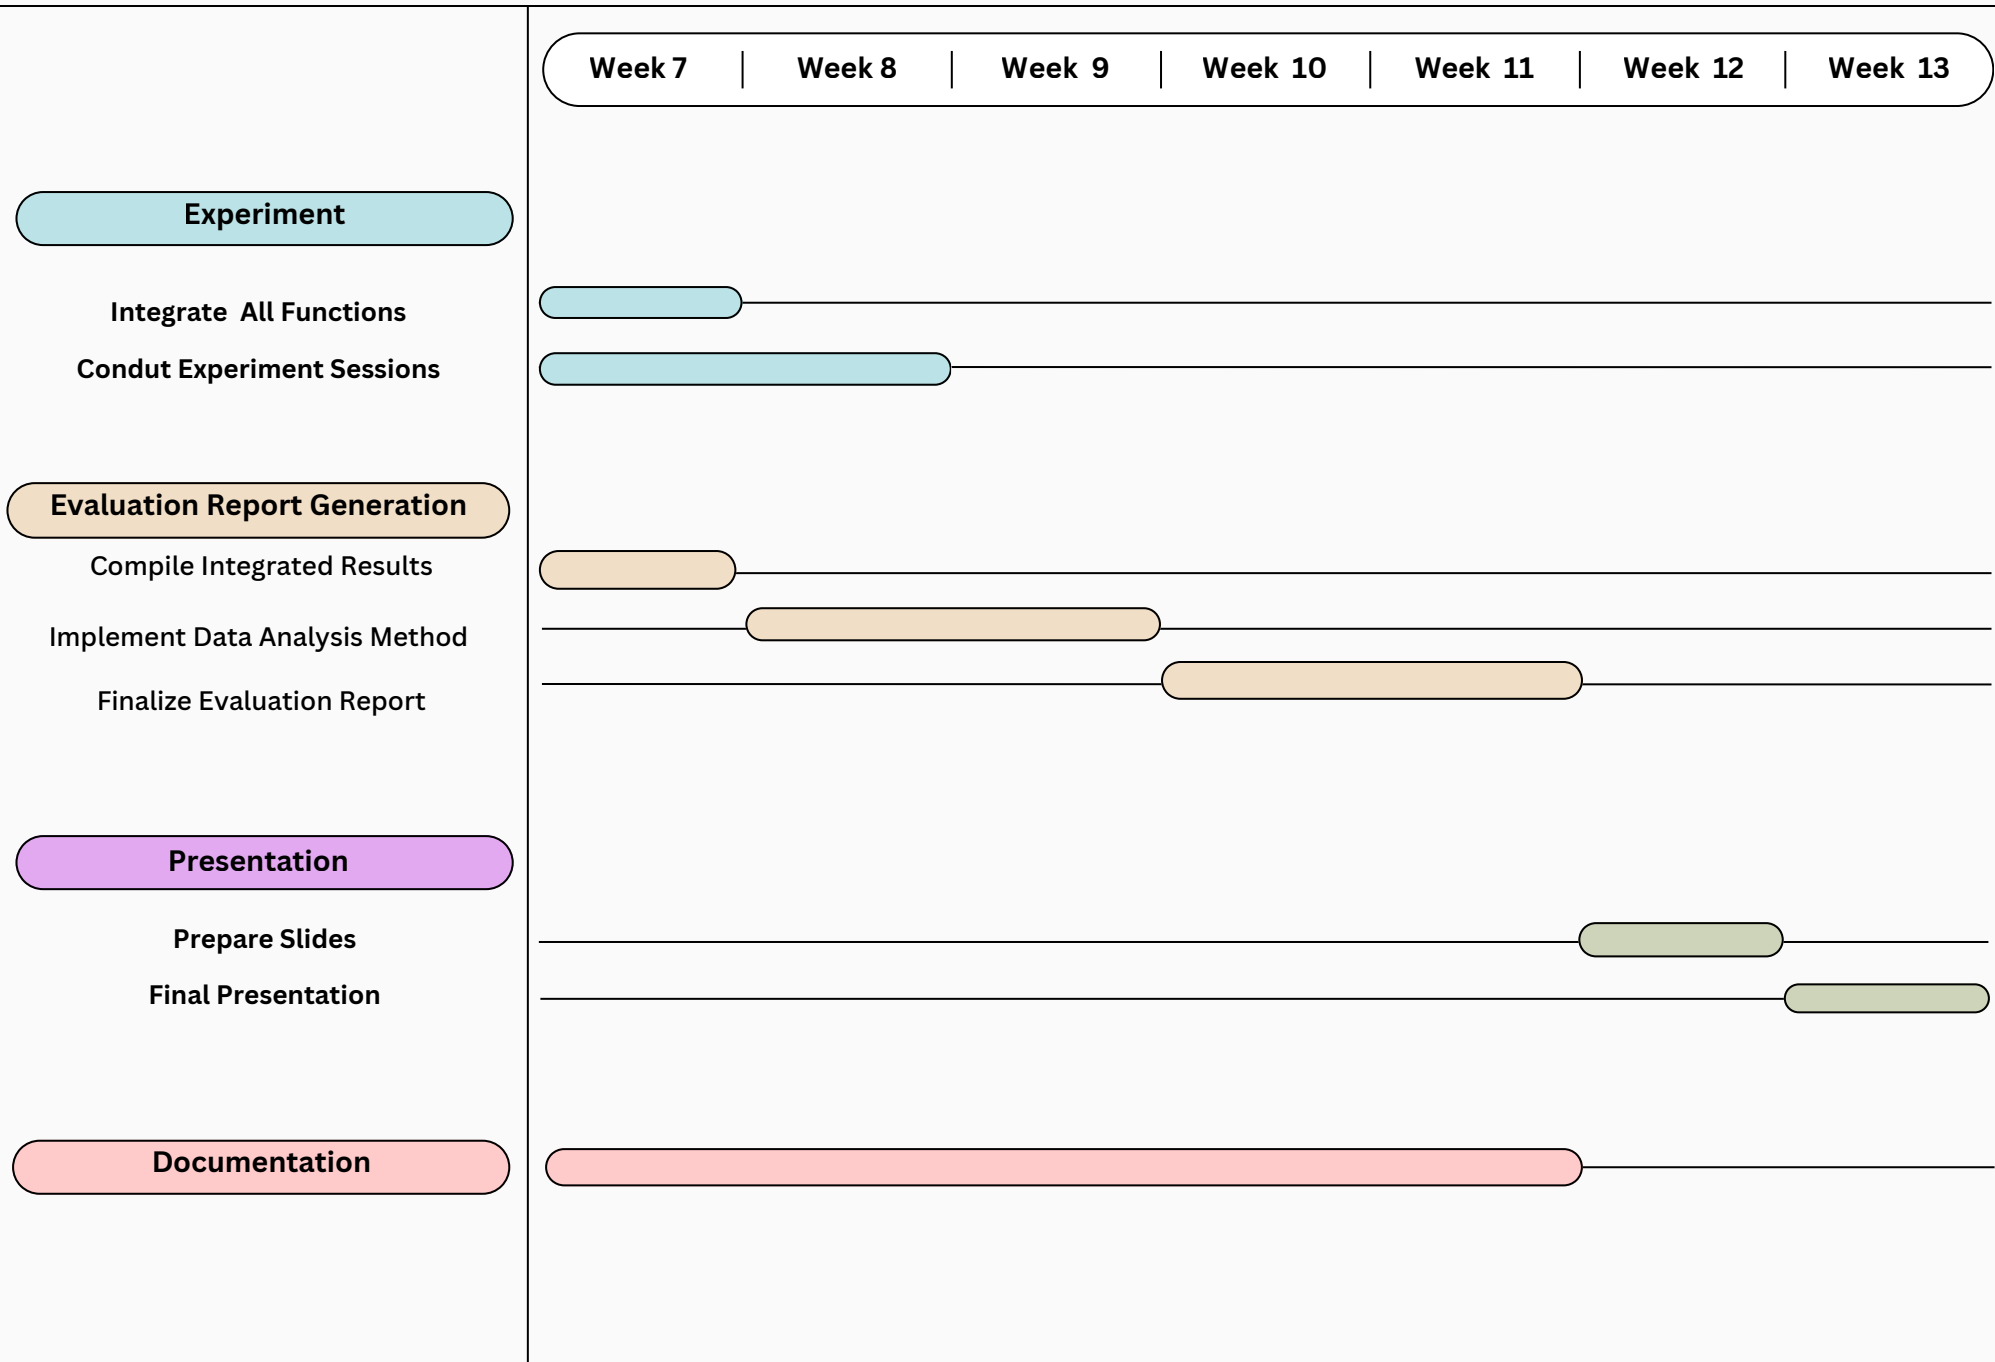 Week 7 Week 8 Week 9 Week 10 Week 11 Week 12 Week 13
Experiment
Integrate All Functions
Condut Experiment Sessions
Evaluation Report Generation
Compile Integrated Results
Implement Data Analysis Method
Finalize Evaluation Report
Presentation
Prepare Slides
Final Presentation
Documentation